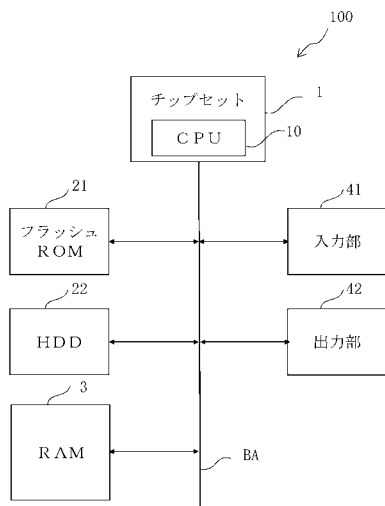 100
チップセット
1
CPU
10
21
フラッシュ
ROM
41
入力部
22
HDD
42
出力部
3
RAM
BA